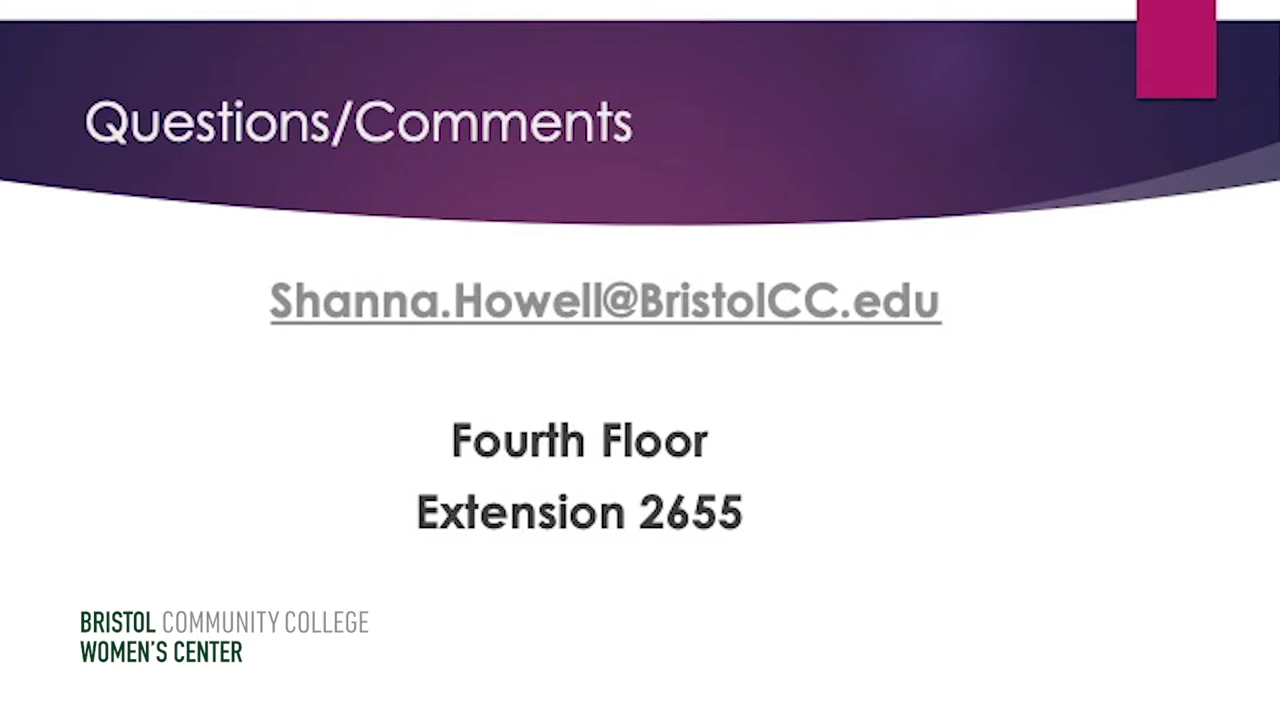 Questions/Comments
Shanna.Howell@BristolCC.edu
Fourth Floor
Extension 2655
BRISTOL COMMUNITY COLLEGE
WOMEN'S CENTER